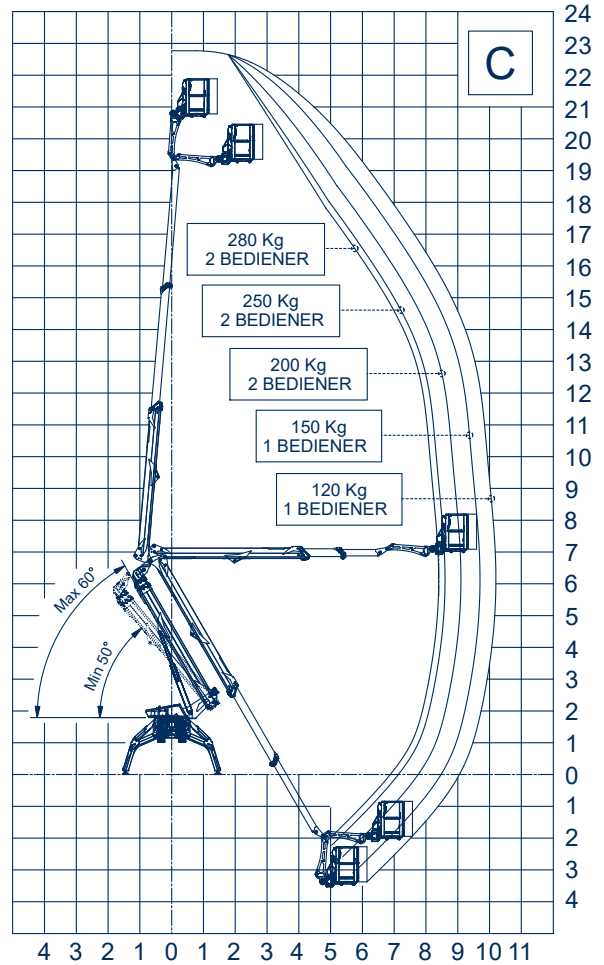 C
24
23
22
21
20
19
18
17
16
15
14
13
12
11
10
9
8
7
6
5
4
3
2
1
0
1
2
3
4
280 Kg
2 BEDIENER
250 Kg
2 BEDIENER
200 Kg
2 BEDIENER
150 Kg
1 BEDIENER
120 Kg
1 BEDIENER
Max 60°
Min 50°
4 3 2 1 0 1 2 3 4 5 6 7 8 9 10 11